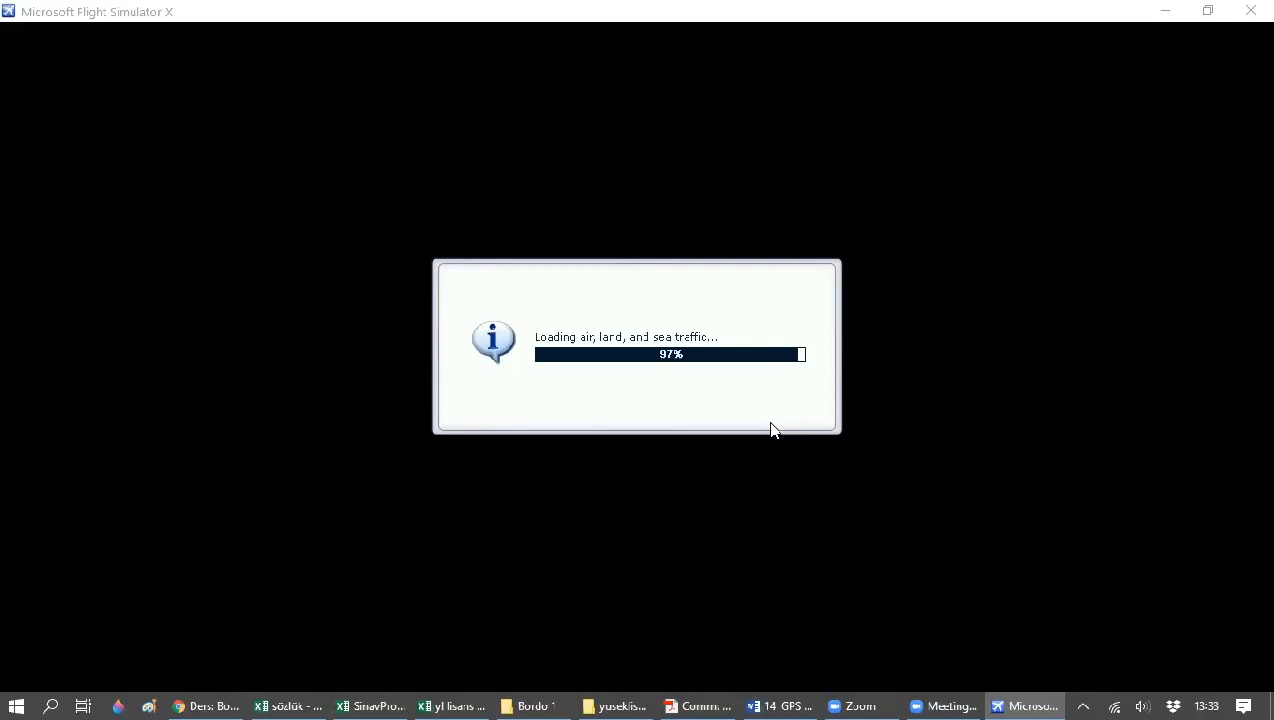 Microsoft Flight Simulator X
Loading air, land, and sea traffic...
97%
Ders: Bo... sözlük - ... SinavPro... yl lisans ... Bordo 1 yuseklis... Comm: ... 14 GPS ... Zoom Meeting... Microso... 13:33